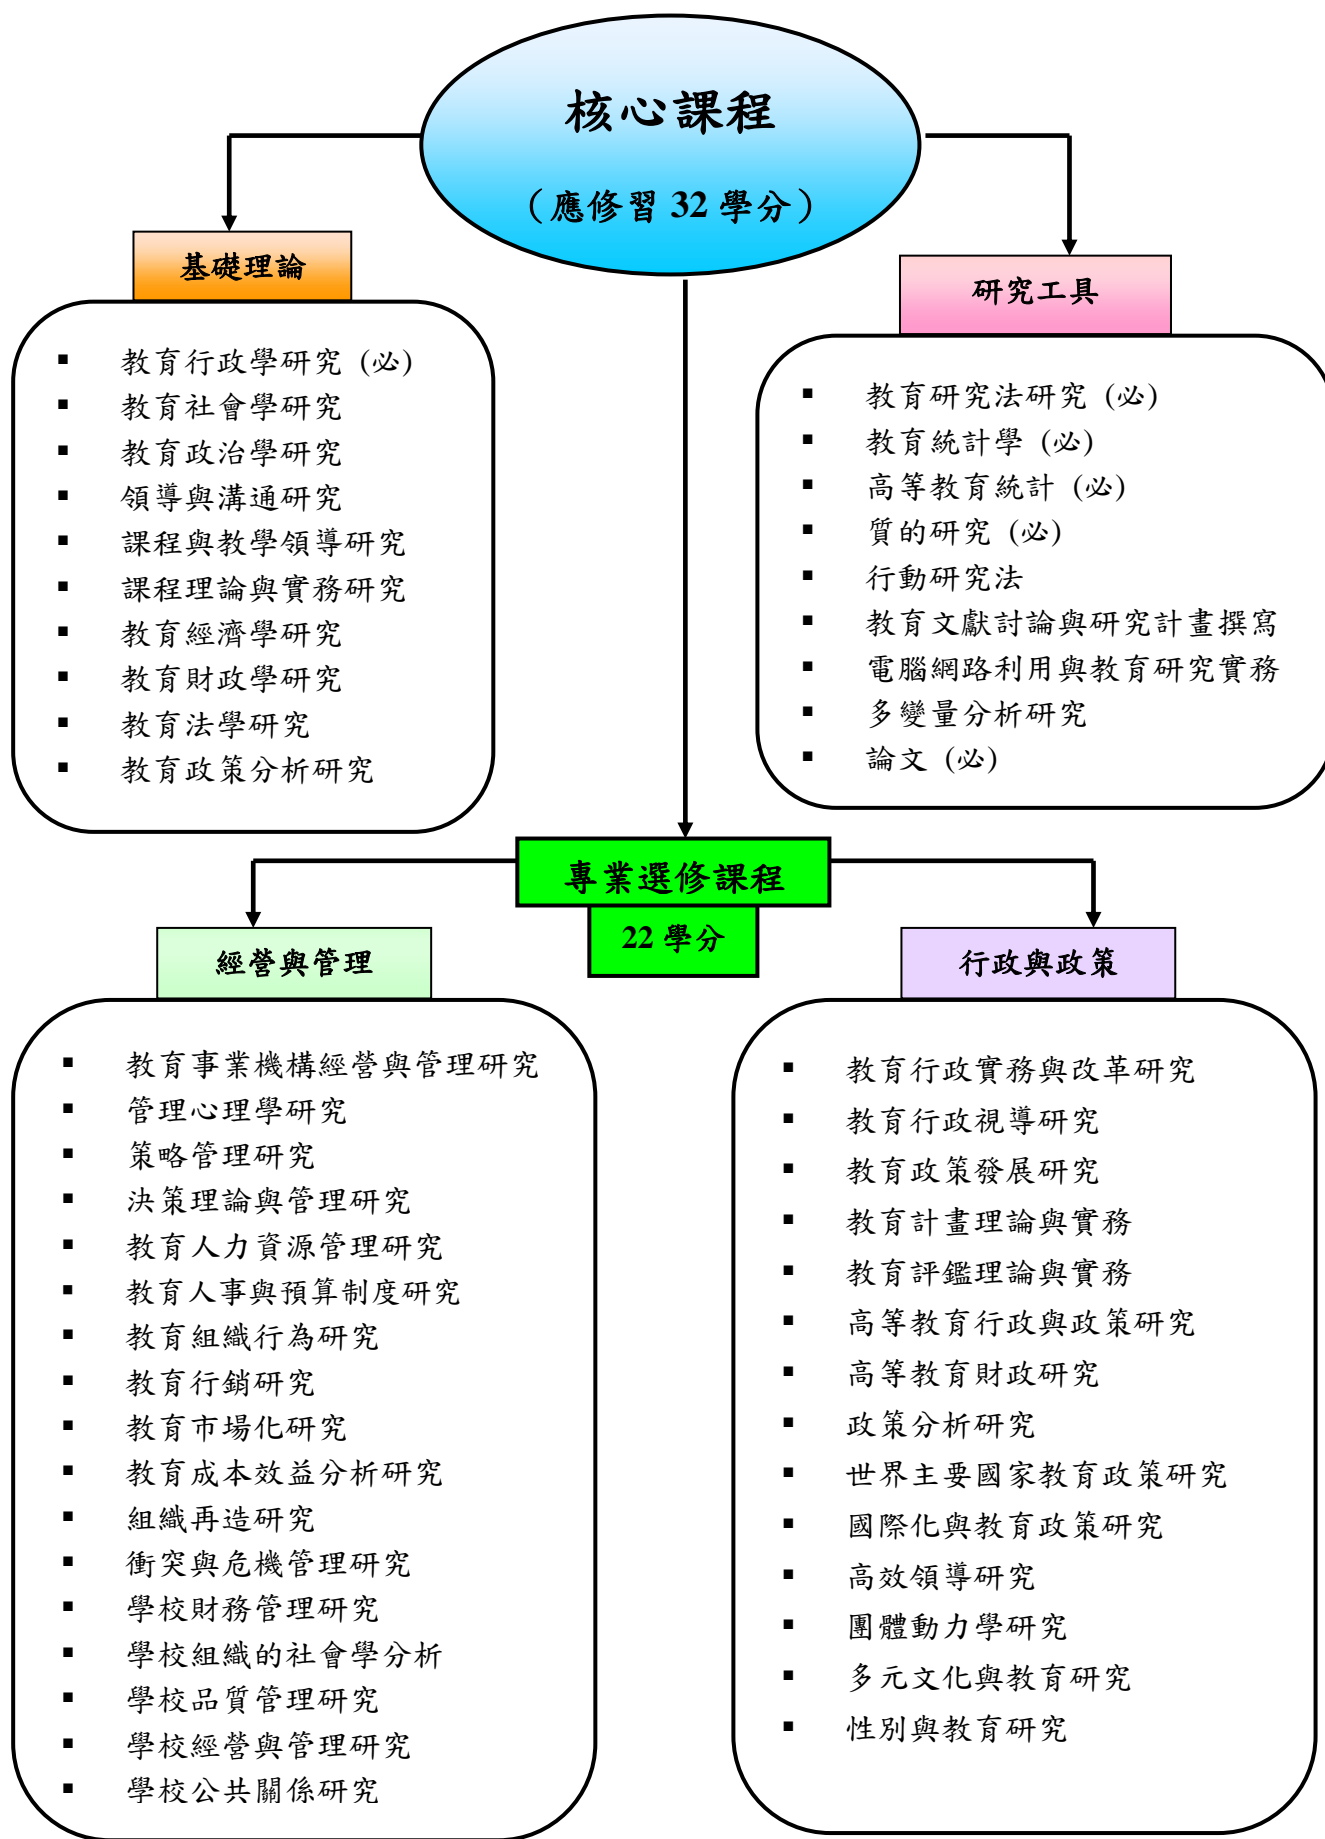 核心課程
（應修習 32 學分）
基礎理論
▪ 教育行政學研究 (必)
▪ 教育社會學研究
▪ 教育政治學研究
▪ 領導與溝通研究
▪ 課程與教學領導研究
▪ 課程理論與實務研究
▪ 教育經濟學研究
▪ 教育財政學研究
▪ 教育法學研究
▪ 教育政策分析研究
研究工具
▪ 教育研究法研究 (必)
▪ 教育統計學 (必)
▪ 高等教育統計 (必)
▪ 質的研究 (必)
▪ 行動研究法
▪ 教育文獻討論與研究計畫撰寫
▪ 電腦網路利用與教育研究實務
▪ 多變量分析研究
▪ 論文 (必)
專業選修課程
22 學分
經營與管理
▪ 教育事業機構經營與管理研究
▪ 管理心理學研究
▪ 策略管理研究
▪ 決策理論與管理研究
▪ 教育人力資源管理研究
▪ 教育人事與預算制度研究
▪ 教育組織行為研究
▪ 教育行銷研究
▪ 教育市場化研究
▪ 教育成本效益分析研究
▪ 組織再造研究
▪ 衝突與危機管理研究
▪ 學校財務管理研究
▪ 學校組織的社會學分析
▪ 學校品質管理研究
▪ 學校經營與管理研究
▪ 學校公共關係研究
行政與政策
▪ 教育行政實務與改革研究
▪ 教育行政視導研究
▪ 教育政策發展研究
▪ 教育計畫理論與實務
▪ 教育評鑑理論與實務
▪ 高等教育行政與政策研究
▪ 高等教育財政研究
▪ 政策分析研究
▪ 世界主要國家教育政策研究
▪ 國際化與教育政策研究
▪ 高效領導研究
▪ 團體動力學研究
▪ 多元文化與教育研究
▪ 性別與教育研究